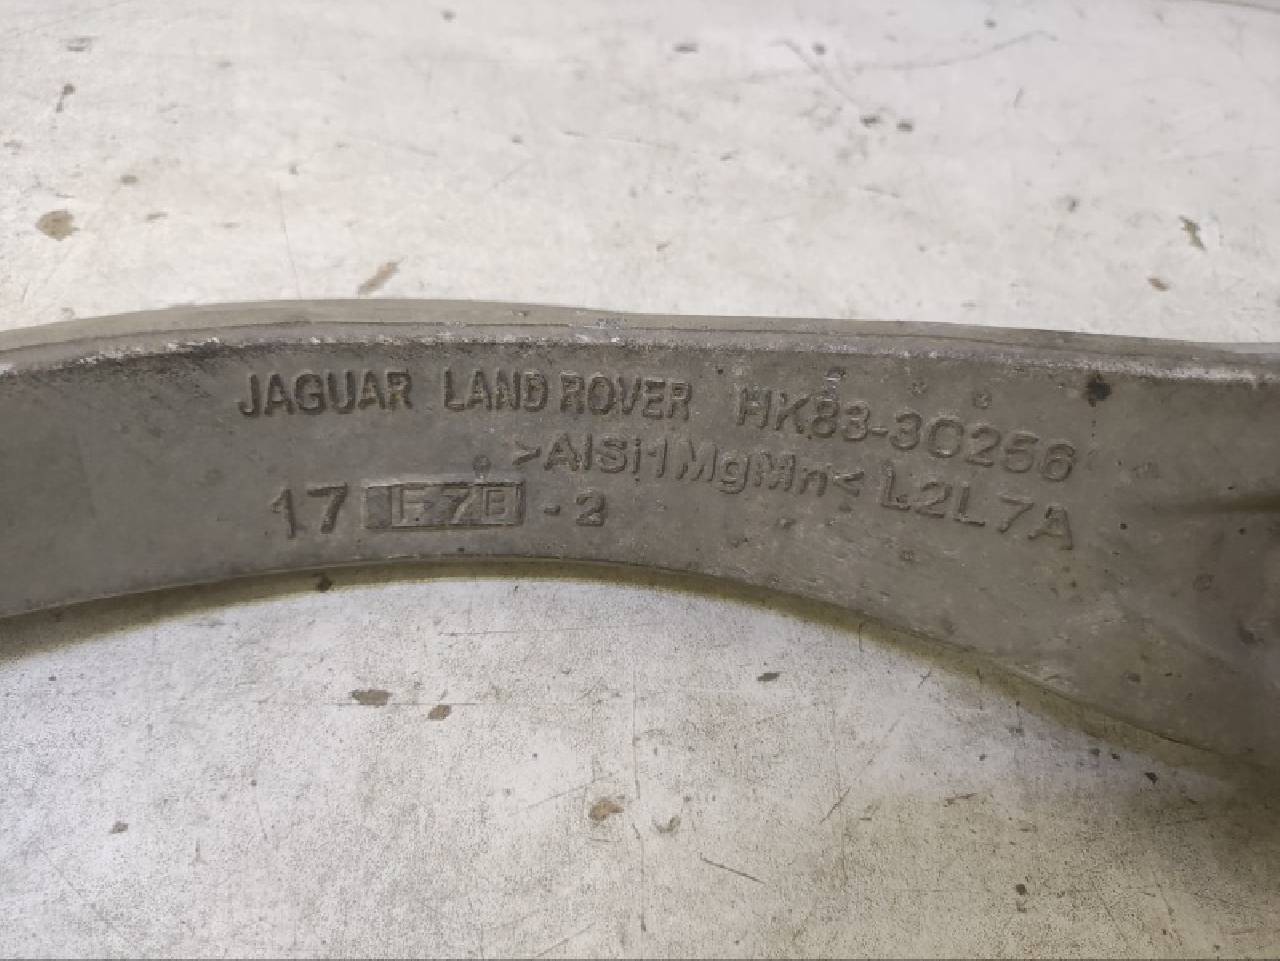 JAGUAR LAND ROVER HK83-3C256
>AlSi1MgMn< L2L7A
17 F7B -2